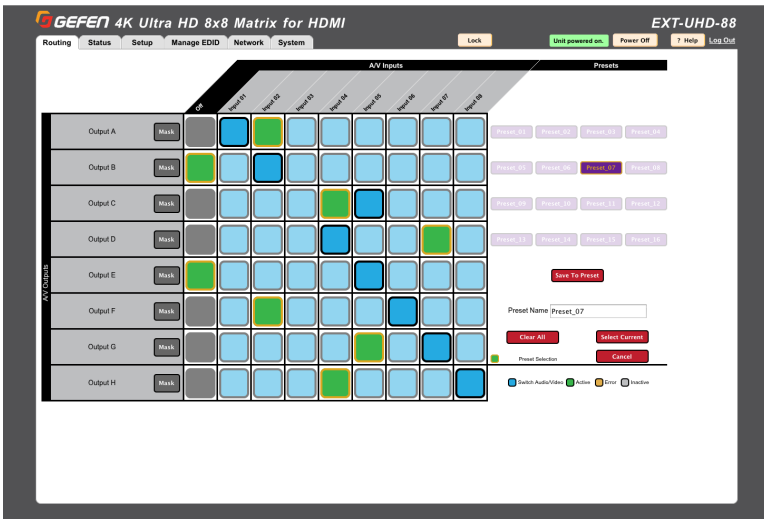 GEFEN 4K Ultra HD 8x8 Matrix for HDMI
EXT-UHD-88
Routing Status Setup Manage EDID Network System
Lock
Unit powered on. Power Off ? Help Log Out
A/V Inputs
Presets
Off Input 01 Input 02 Input 03 Input 04 Input 05 Input 06 Input 07 Input 08
A/V Outputs
Output A Mask
Preset_01 Preset_02 Preset_03 Preset_04
Output B Mask
Preset_05 Preset_06 Preset_07 Preset_08
Output C Mask
Preset_09 Preset_10 Preset_11 Preset_12
Output D Mask
Preset_13 Preset_14 Preset_15 Preset_16
Output E Mask
Save To Preset
Output F Mask
Preset Name Preset_07
Output G Mask
Clear All Select Current
Preset Selection Cancel
Output H Mask
Switch Audio/Video Active Error Inactive